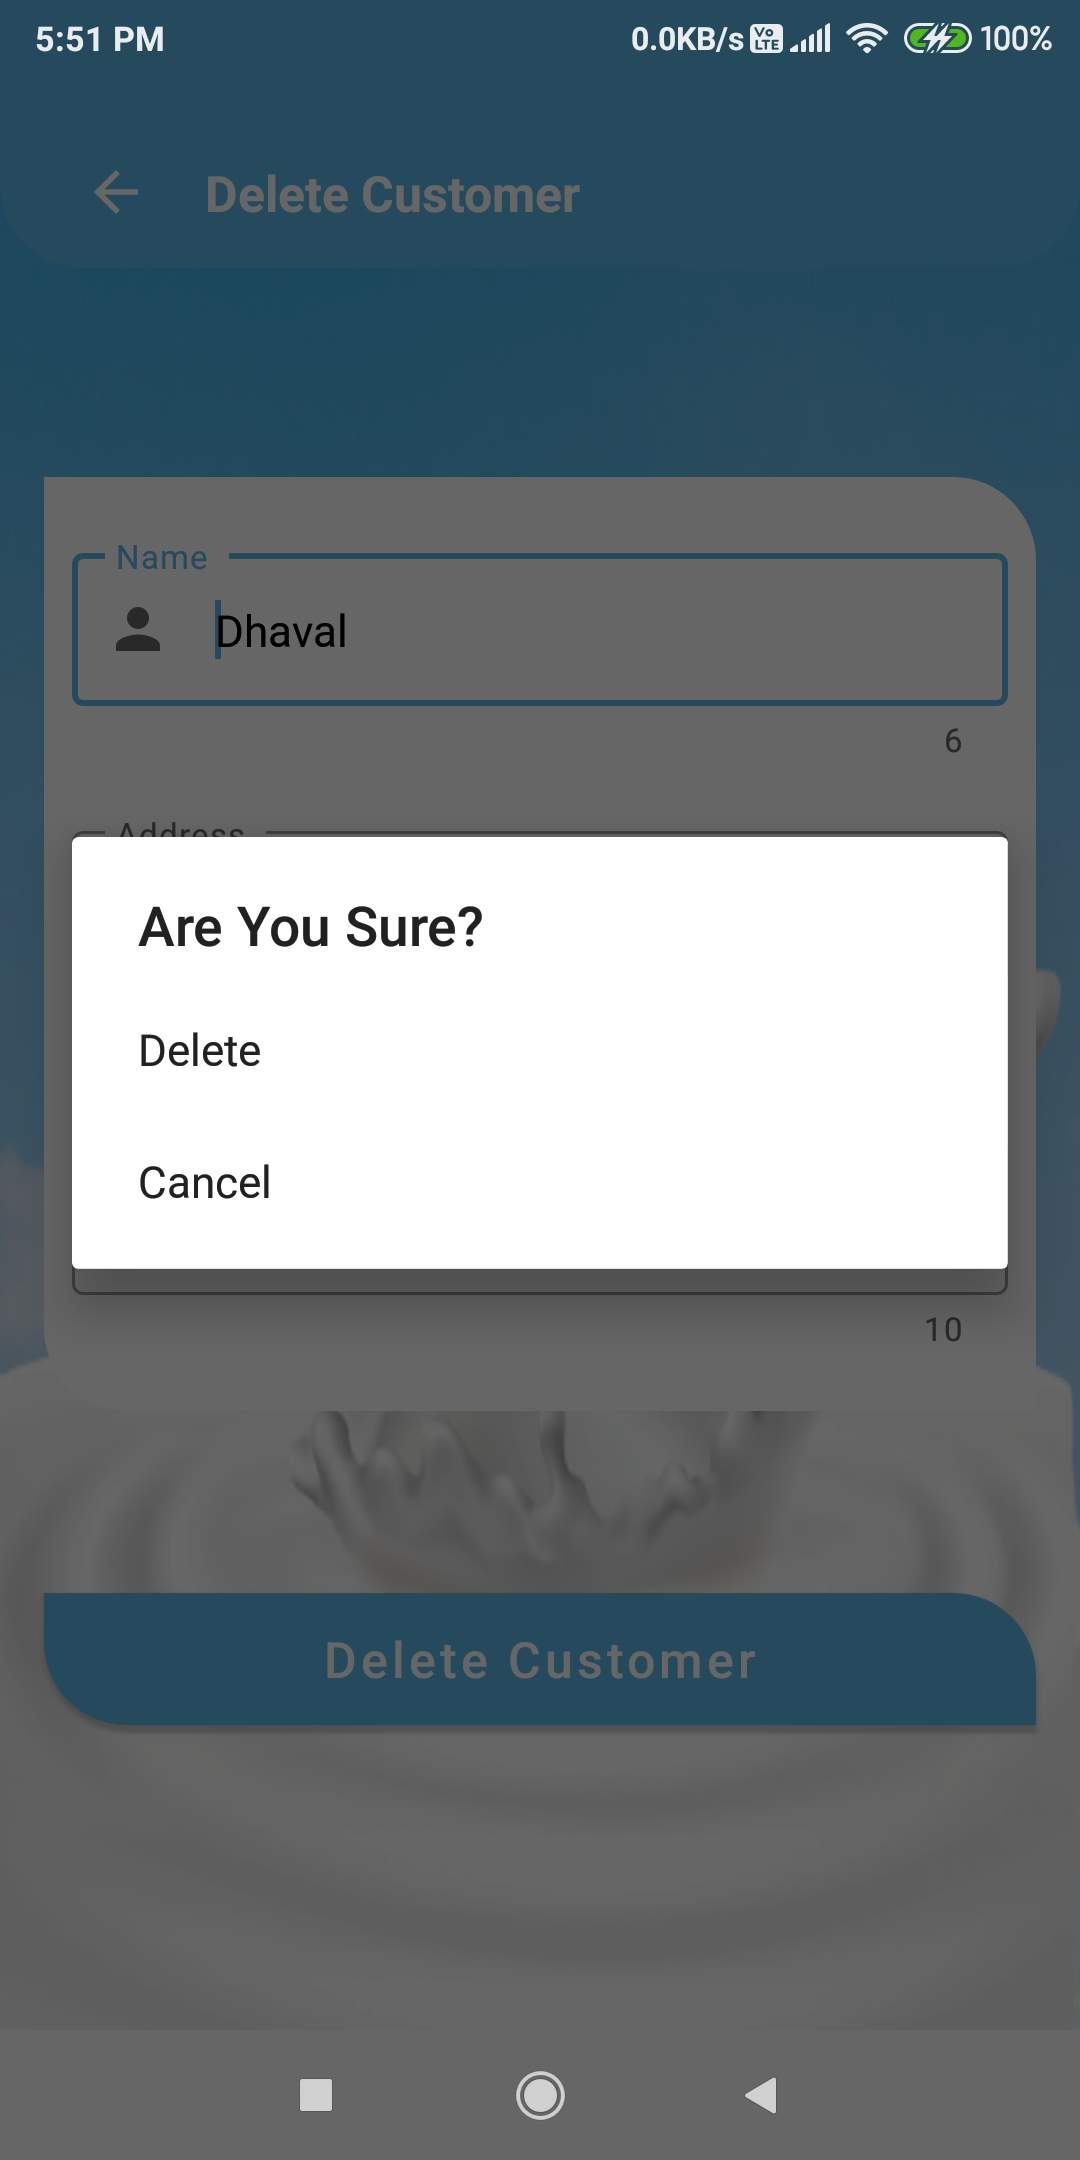 5:51 PM 0.0KB/s Vo LTE 100%
Delete Customer
Name
Dhaval
6
Address
Are You Sure?
Delete
Cancel
10
Delete Customer